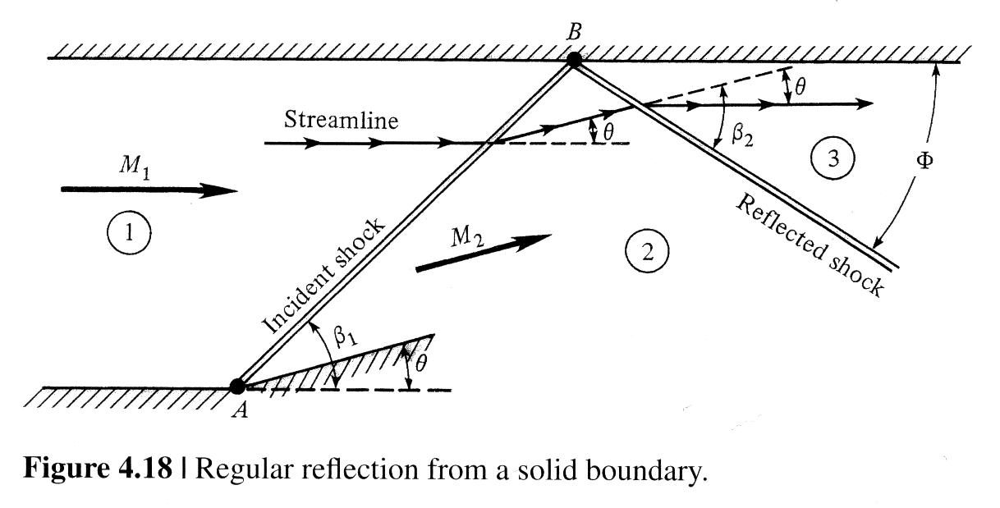 B
θ
Streamline
θ
β₂
M₁
3
Φ
1
Incident shock
M₂
2
Reflected shock
β₁
θ
A
Figure 4.18 | Regular reflection from a solid boundary.